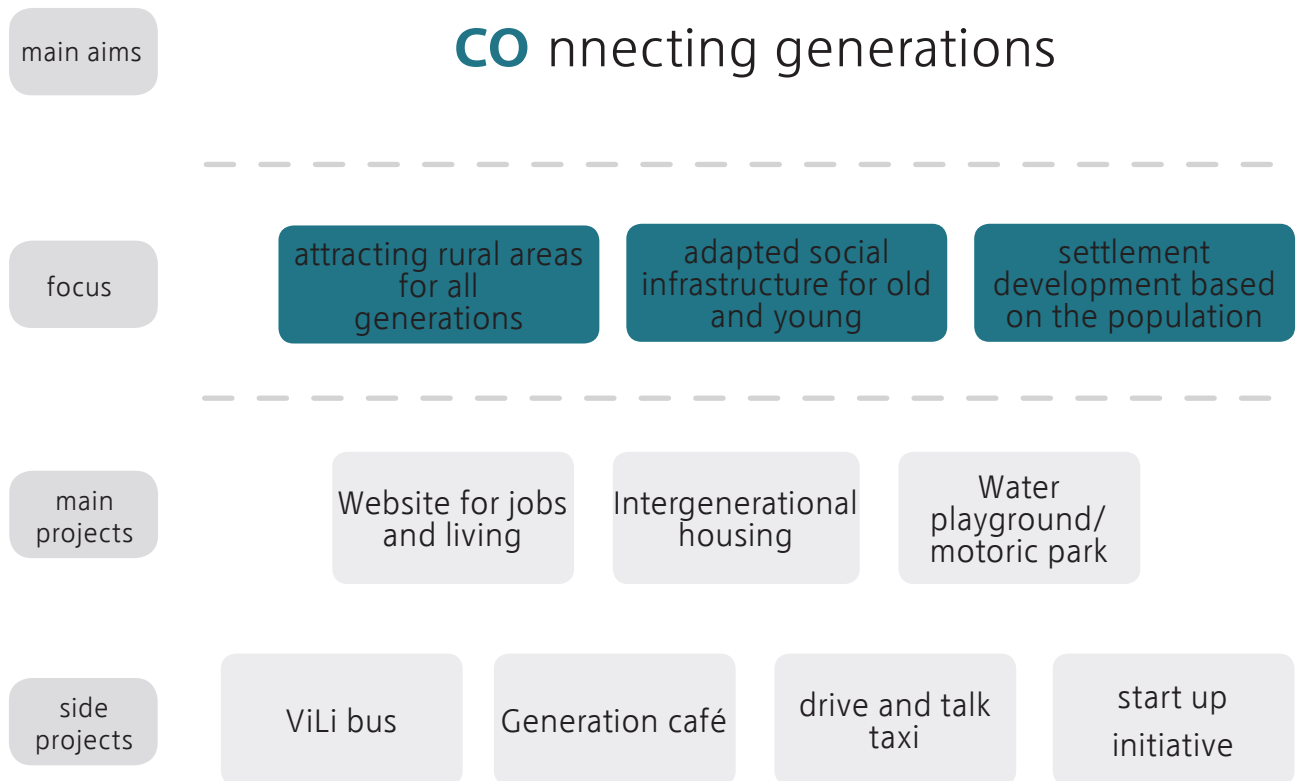 main aims
CO nnecting generations
focus
attracting rural areas
for all
generations
adapted social
infrastructure for old
and young
settlement
development based
on the population
main
projects
Website for jobs
and living
Intergenerational
housing
Water
playground/
motoric park
side
projects
ViLi bus
Generation café
drive and talk
taxi
start up
initiative